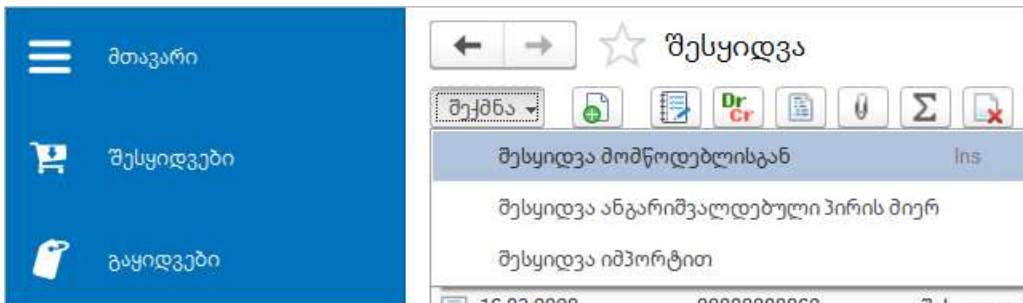 მთავარი
შესყიდვები
გაყიდვები
შესყიდვა
შექმნა
Dr Cr Σ
შესყიდვა მომწოდებლისგან Ins
შესყიდვა ანგარიშვალდებული პირის მიერ
შესყიდვა იმპორტით